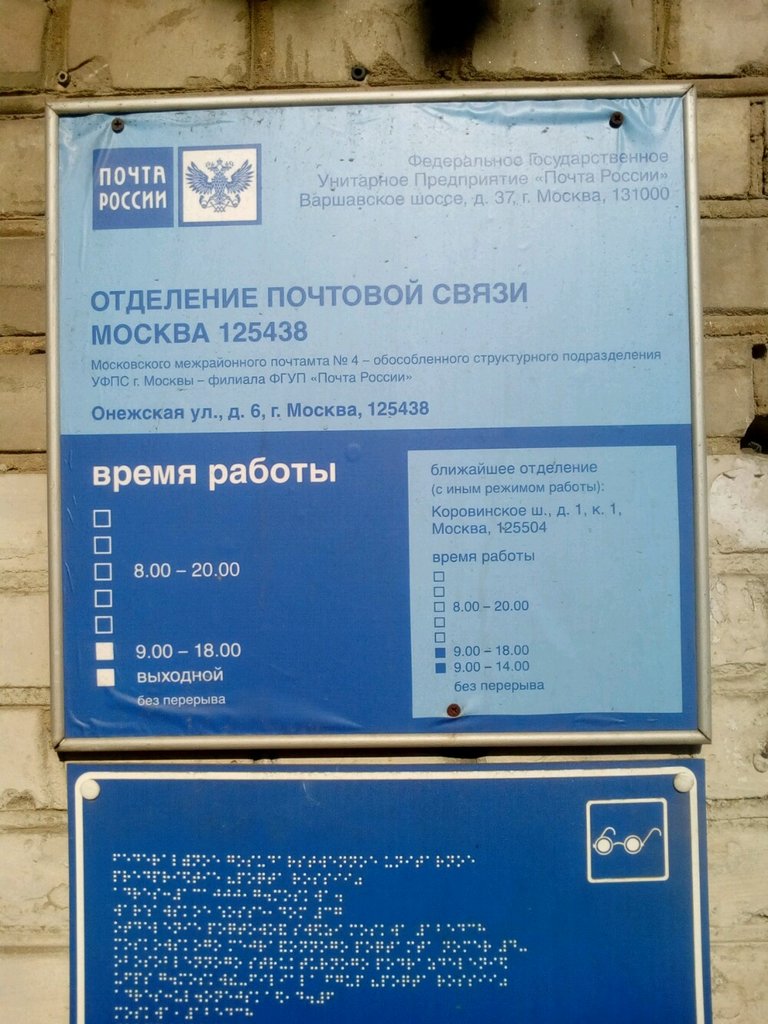 ПОЧТА
РОССИИ
Федеральное Государственное
Унитарное Предприятие «Почта России»
Варшавское шоссе, д. 37, г. Москва, 131000
ОТДЕЛЕНИЕ ПОЧТОВОЙ СВЯЗИ
МОСКВА 125438
Московского межрайонного почтамта № 4 – обособленного структурного подразделения
УФПС г. Москвы – филиала ФГУП «Почта России»
Онежская ул., д. 6, г. Москва, 125438
время работы
8.00 – 20.00
9.00 – 18.00
выходной
без перерыва
ближайшее отделение
(с иным режимом работы):
Коровинское ш., д. 1, к. 1,
Москва, 125504
время работы
8.00 – 20.00
9.00 – 18.00
9.00 – 14.00
без перерыва